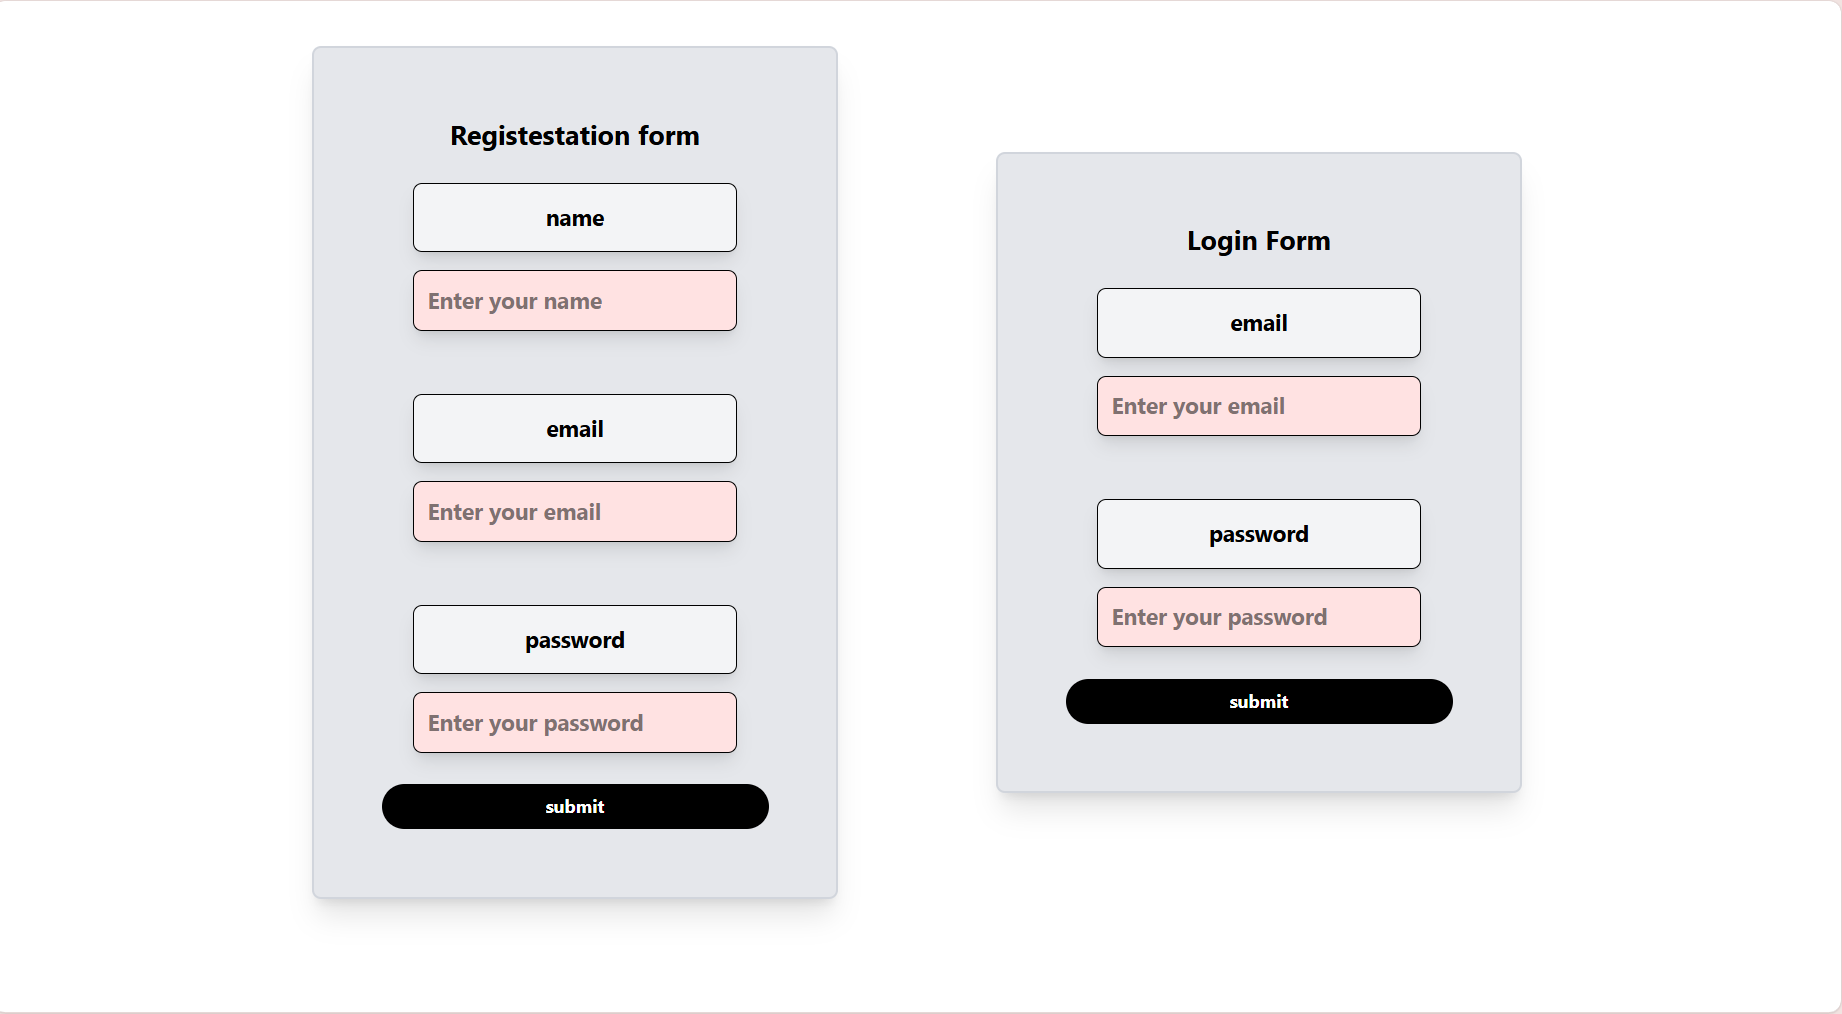 Registestation form
name
Enter your name
email
Enter your email
password
Enter your password
submit
Login Form
email
Enter your email
password
Enter your password
submit